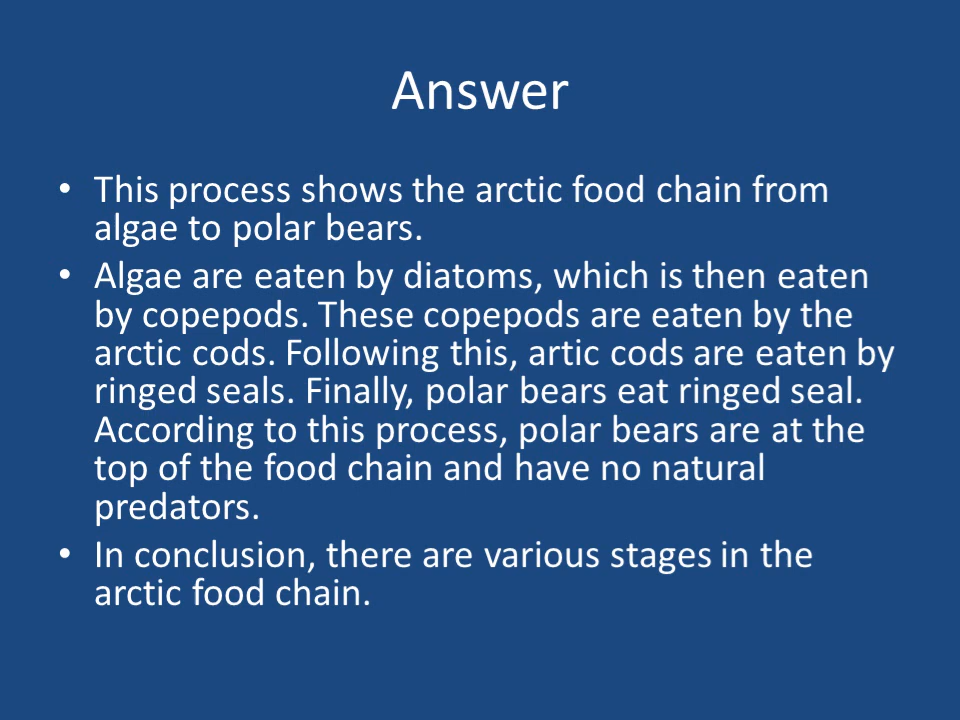 Answer
• This process shows the arctic food chain from
algae to polar bears.
• Algae are eaten by diatoms, which is then eaten
by copepods. These copepods are eaten by the
arctic cods. Following this, artic cods are eaten by
ringed seals. Finally, polar bears eat ringed seal.
According to this process, polar bears are at the
top of the food chain and have no natural
predators.
• In conclusion, there are various stages in the
arctic food chain.